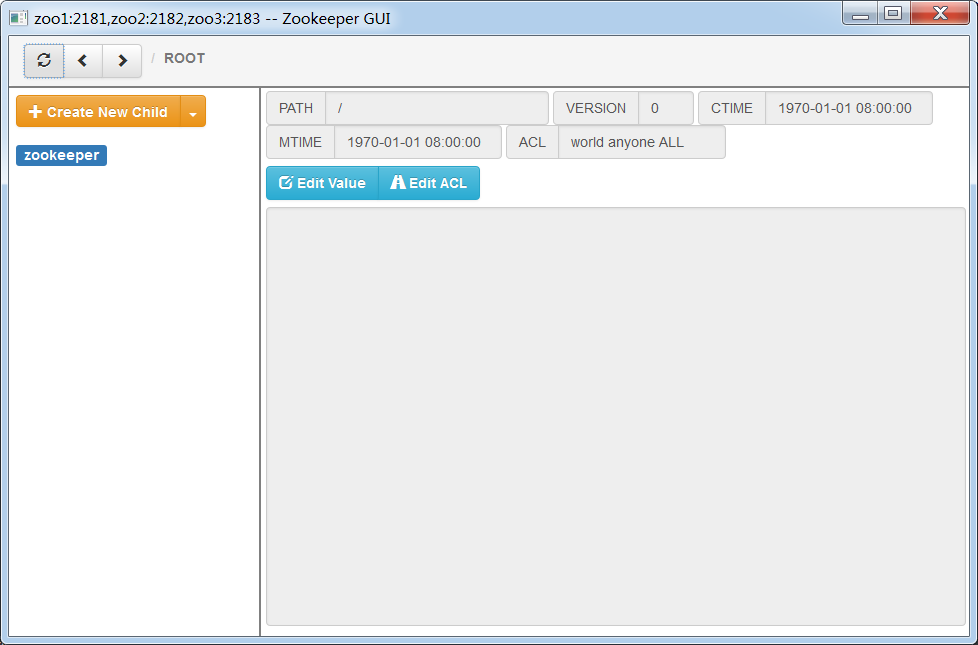 zoo1:2181,zoo2:2182,zoo3:2183 -- Zookeeper GUI
/ ROOT
Create New Child
zookeeper
PATH / VERSION 0 CTIME 1970-01-01 08:00:00
MTIME 1970-01-01 08:00:00 ACL world anyone ALL
Edit Value Edit ACL